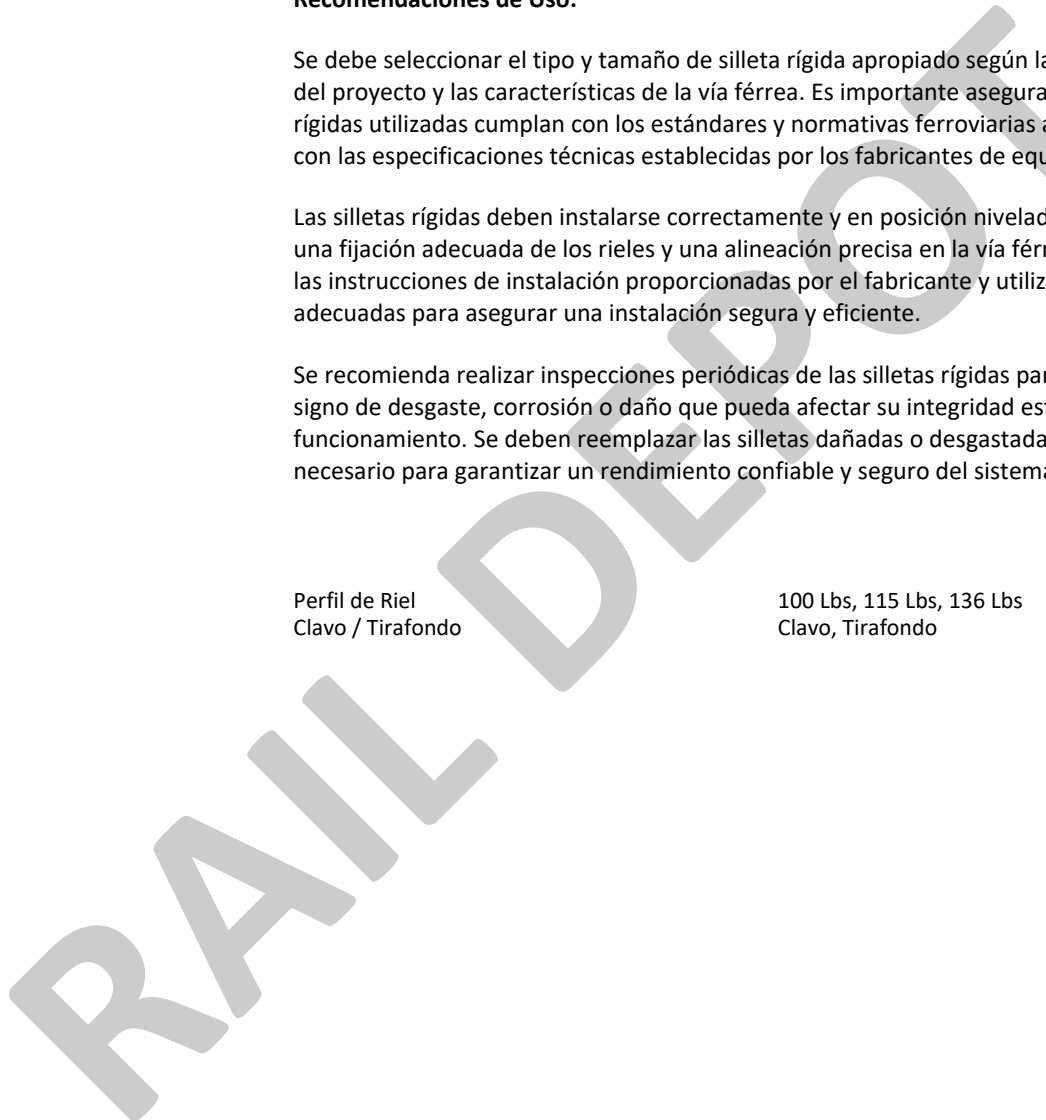 Recomendaciones de Uso:
Se debe seleccionar el tipo y tamaño de silleta rígida apropiado según la
del proyecto y las características de la vía férrea. Es importante asegura
rígidas utilizadas cumplan con los estándares y normativas ferroviarias a
con las especificaciones técnicas establecidas por los fabricantes de equ
Las silletas rígidas deben instalarse correctamente y en posición nivelad
una fijación adecuada de los rieles y una alineación precisa en la vía férr
las instrucciones de instalación proporcionadas por el fabricante y utiliz
adecuadas para asegurar una instalación segura y eficiente.
Se recomienda realizar inspecciones periódicas de las silletas rígidas par
signo de desgaste, corrosión o daño que pueda afectar su integridad est
funcionamiento. Se deben reemplazar las silletas dañadas o desgastada
necesario para garantizar un rendimiento confiable y seguro del sistema
Perfil de Riel 100 Lbs, 115 Lbs, 136 Lbs
Clavo / Tirafondo Clavo, Tirafondo
RAIL DEPOT